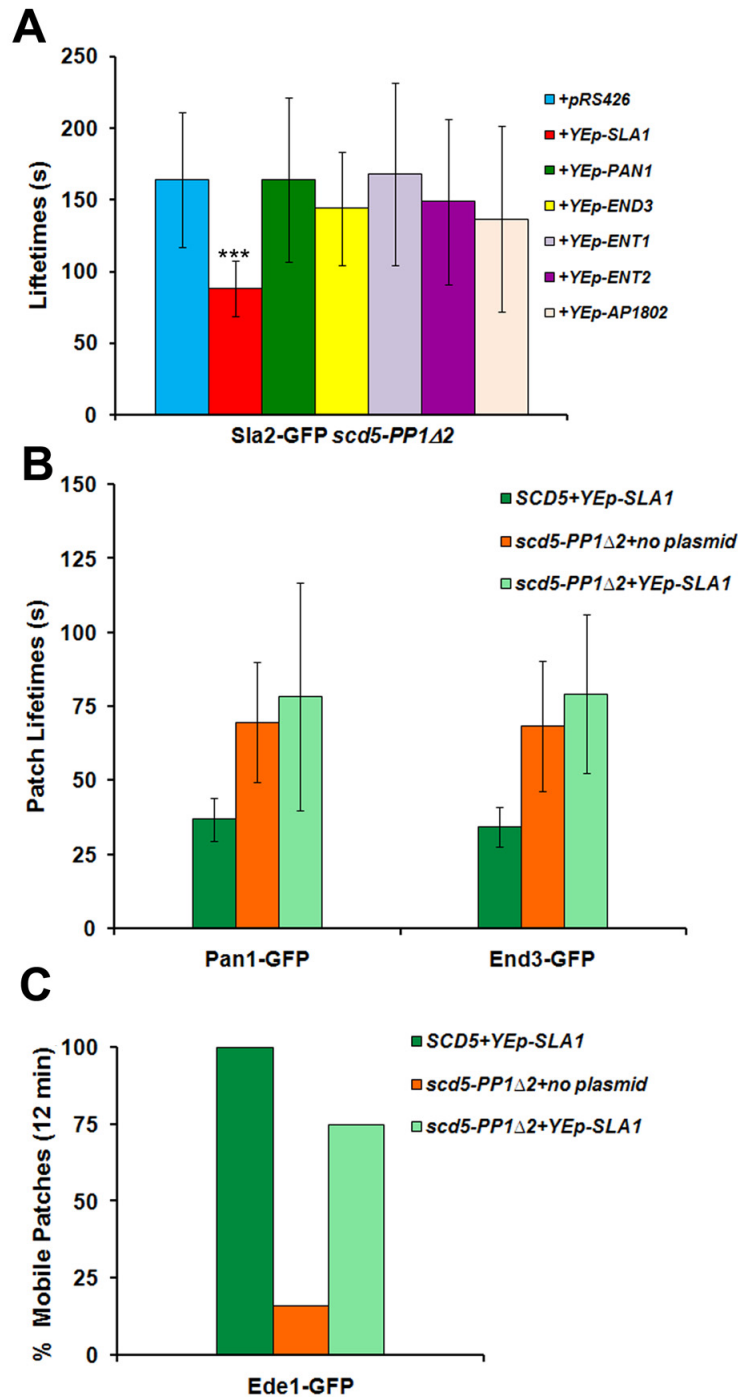 A
Liftetimes (s)
250
200
150
100
50
0
***
+pRS426
+YEp-SLA1
+YEp-PAN1
+YEp-END3
+YEp-ENT1
+YEp-ENT2
+YEp-AP1802
Sla2-GFP scd5-PP1Δ2
B
Patch Lifetimes (s)
150
125
100
75
50
25
0
SCD5+YEp-SLA1
scd5-PP1Δ2+no plasmid
scd5-PP1Δ2+YEp-SLA1
Pan1-GFP
End3-GFP
C
% Mobile Patches (12 min)
100
75
50
25
0
SCD5+YEp-SLA1
scd5-PP1Δ2+no plasmid
scd5-PP1Δ2+YEp-SLA1
Ede1-GFP